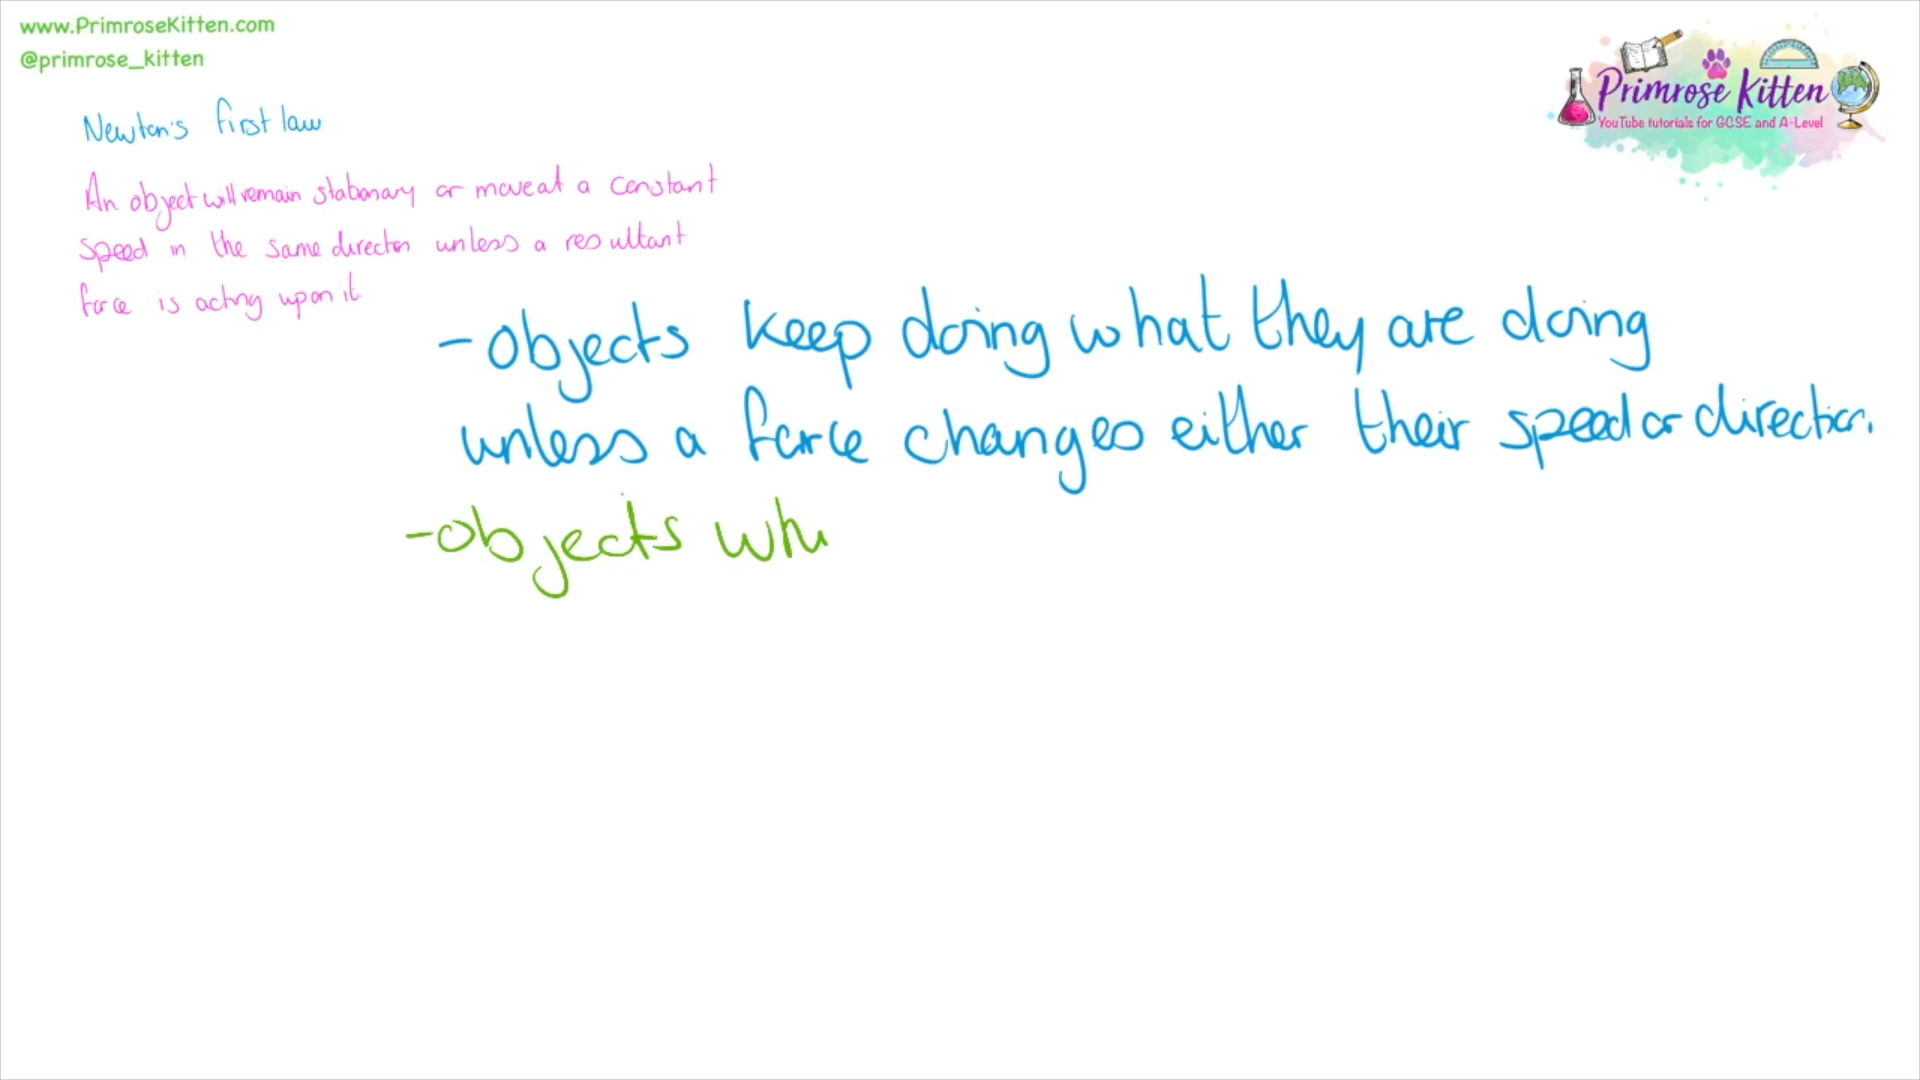 www.PrimroseKitten.com
@primrose_kitten
Primrose Kitten
YouTube tutorials for GCSE and A-Level
Newton's first law
An object will remain stationary or move at a constant
speed in the same direction unless a resultant
force is acting upon it.
-objects keep doing what they are doing
unless a force changes either their speed or direction.
-objects whi